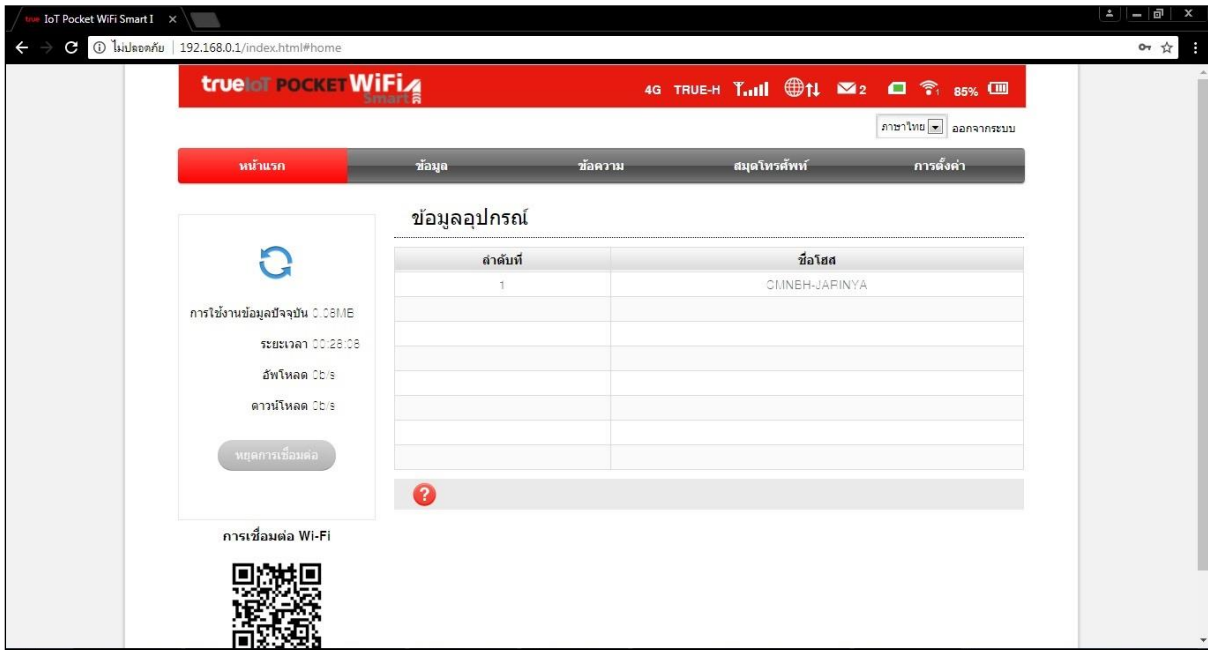 true IoT Pocket WiFi Smart I
ไม่ปลอดภัย 192.168.0.1/index.html#home
trueIoT POCKET WiFi
Smart
4G TRUE-H 2 1 85%
ภาษาไทย ออกจากระบบ
หน้าแรก ข้อมูล ข้อความ สมุดโทรศัพท์ การตั้งค่า
ข้อมูลอุปกรณ์
ลำดับที่ ชื่อโฮส
1 CMNEH-JARINYA
การใช้งานข้อมูลปัจจุบัน 0.08MB
ระยะเวลา 00:28:08
อัพโหลด 0b/s
ดาวน์โหลด 0b/s
หยุดการเชื่อมต่อ
?
การเชื่อมต่อ Wi-Fi